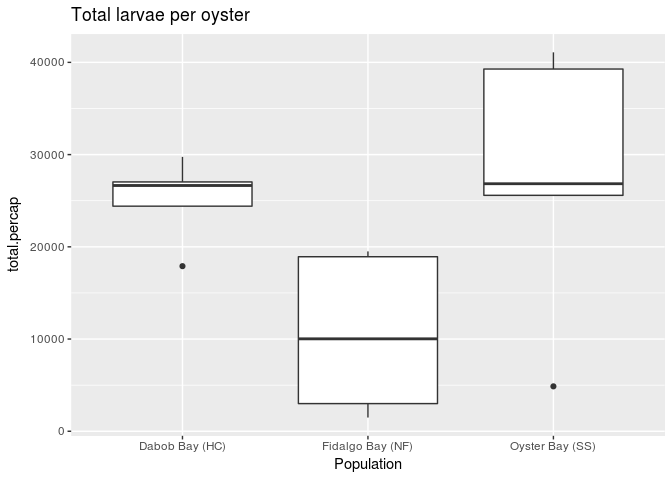 Total larvae per oyster
total.percap
40000
30000
20000
10000
0
Dabob Bay (HC) Fidalgo Bay (NF) Oyster Bay (SS)
Population